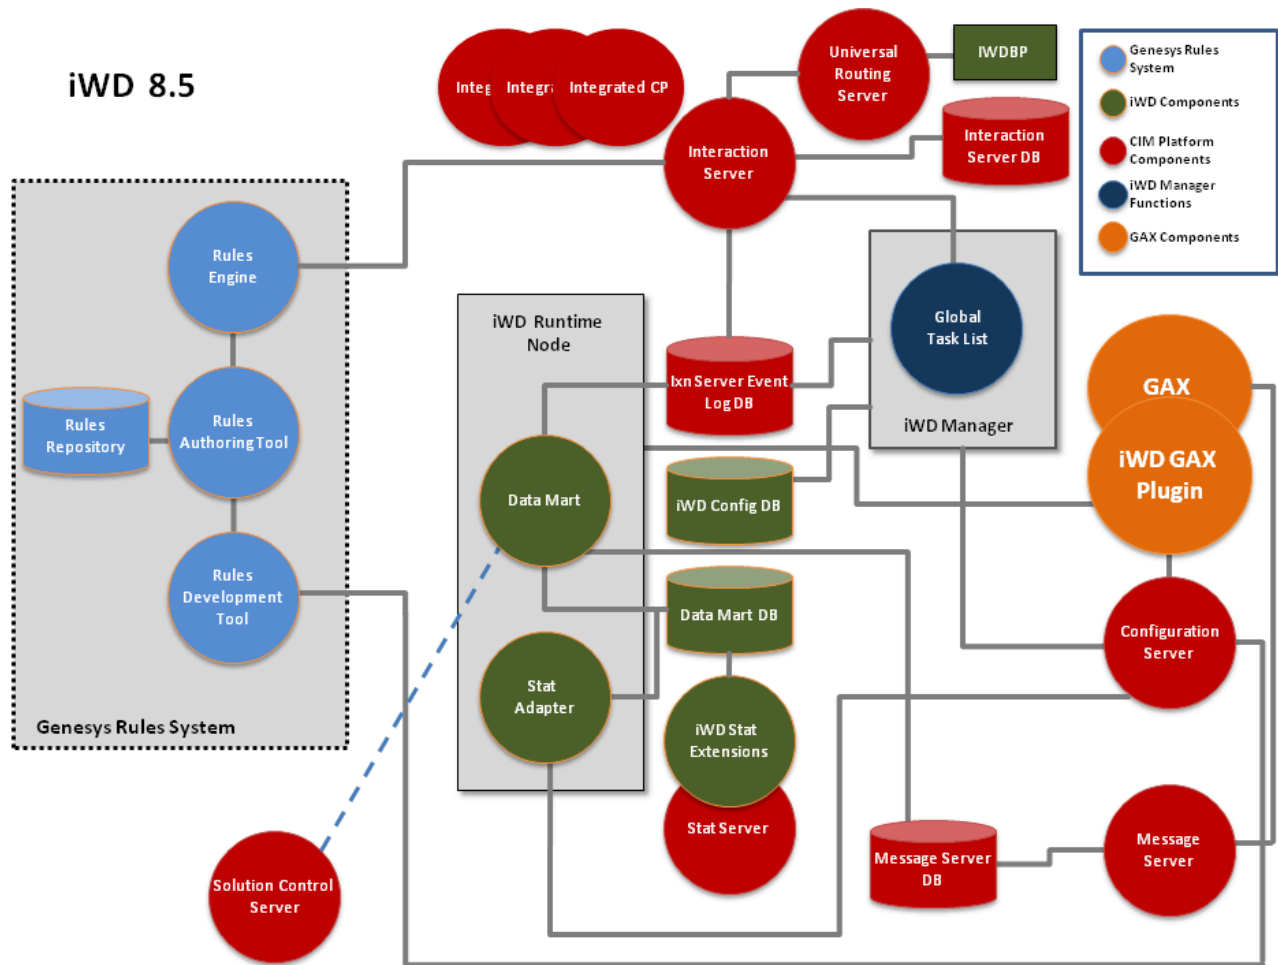 iWD 8.5
Integ
Integra
Integrated CP
Universal
Routing
Server
IWDBP
Interaction
Server
Interaction
Server DB
Genesys Rules
System
iWD Components
CIM Platform
Components
iWD Manager
Functions
GAX Components
Rules
Engine
Rules
Repository
Rules
Authoring Tool
Rules
Development
Tool
Genesys Rules System
iWD Runtime
Node
Data Mart
Stat
Adapter
Ixn Server Event
Log DB
iWD Config DB
Data Mart DB
iWD Stat
Extensions
Stat Server
Global
Task List
iWD Manager
GAX
iWD GAX
Plugin
Configuration
Server
Message
Server
Message Server
DB
Solution Control
Server